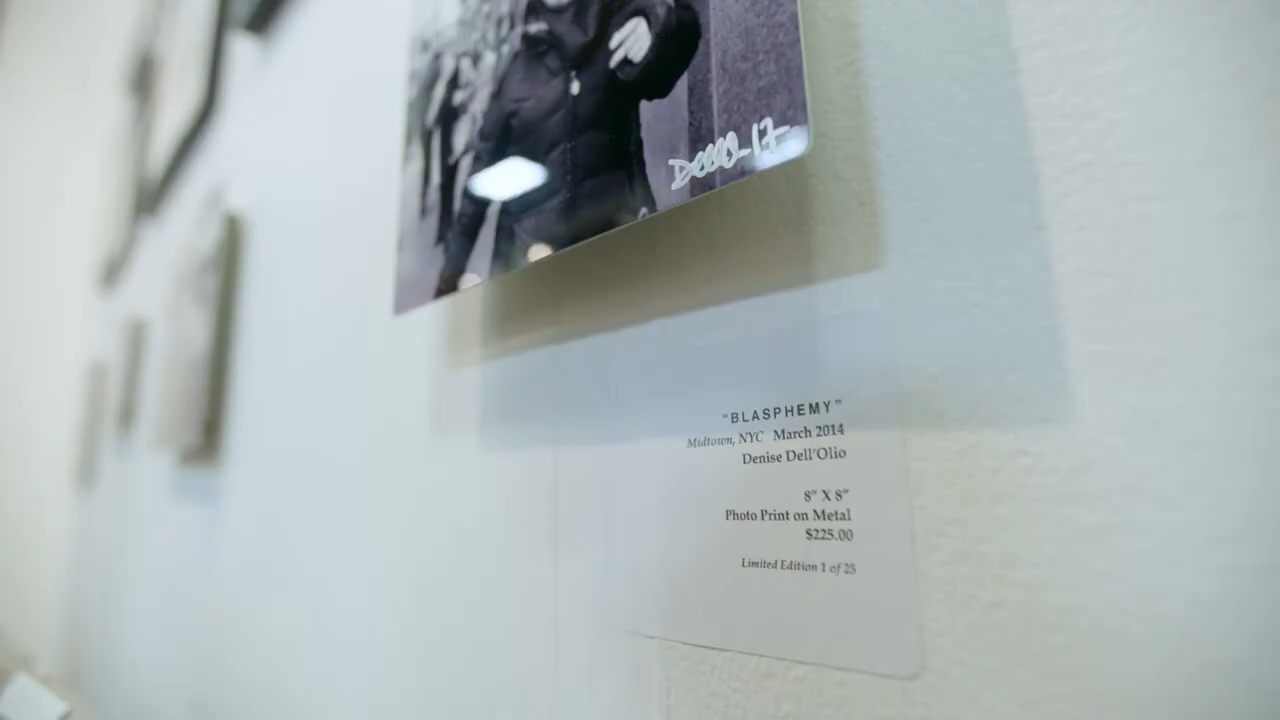 "BLASPHEMY"
Midtown, NYC March 2014
Denise Dell'Olio
8" X 8"
Photo Print on Metal
$225.00
Limited Edition 1 of 25